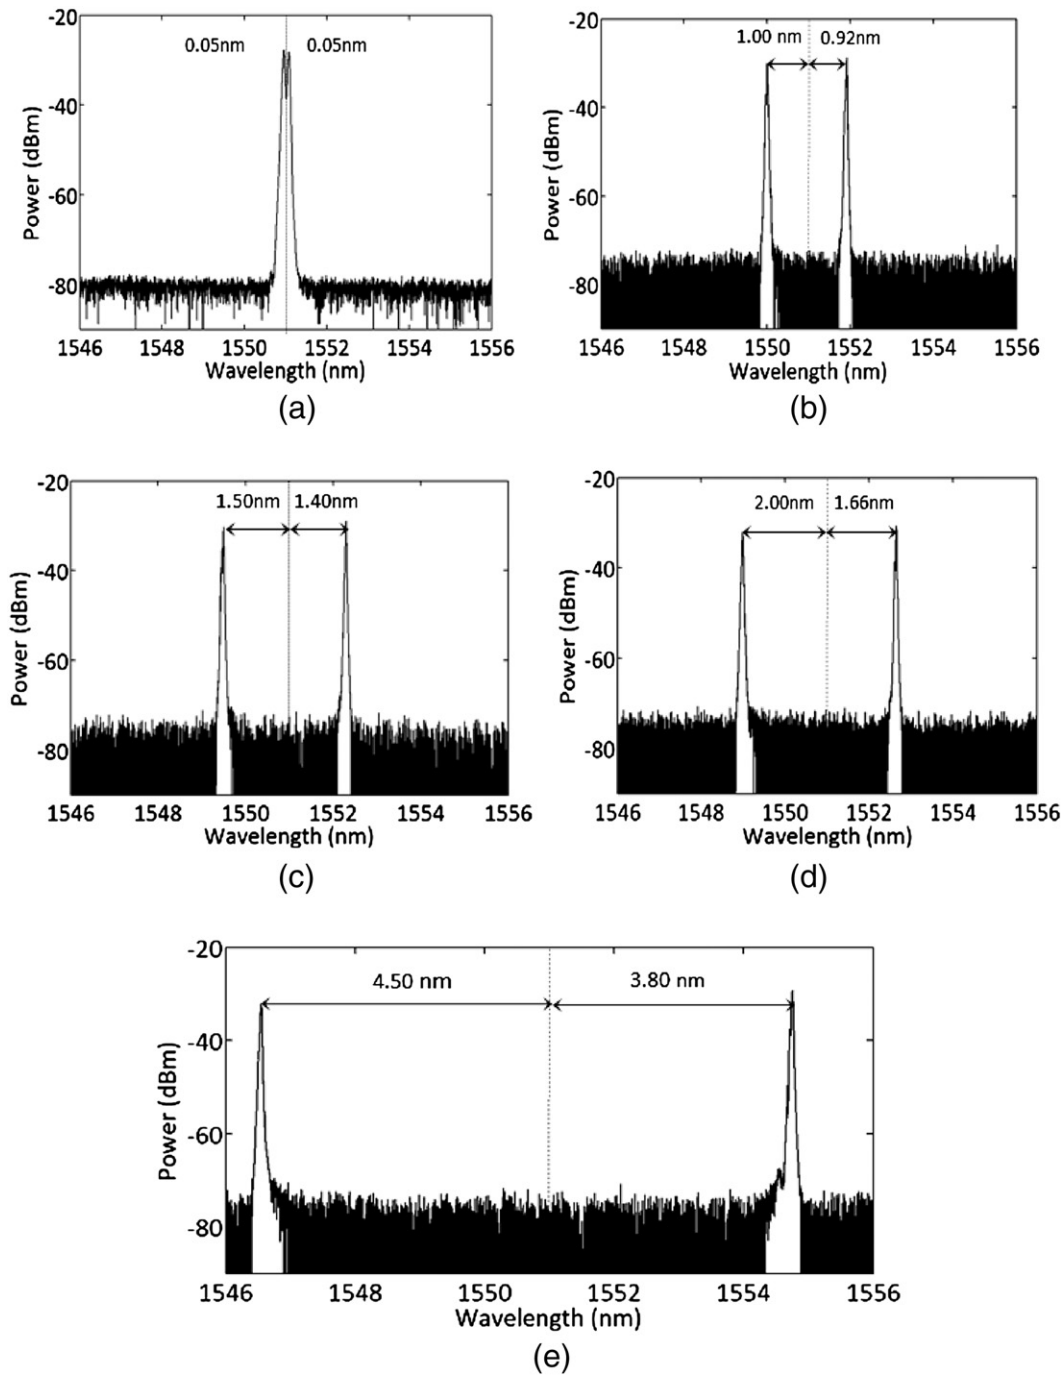 -20
0.05nm 0.05nm
-40
-60
-80
Power (dBm)
1546 1548 1550 1552 1554 1556
Wavelength (nm)
(a)
-20
1.00 nm 0.92nm
-40
-60
-80
Power (dBm)
1546 1548 1550 1552 1554 1556
Wavelength (nm)
(b)
-20
1.50nm 1.40nm
-40
-60
-80
Power (dBm)
1546 1548 1550 1552 1554 1556
Wavelength (nm)
(c)
-20
2.00nm 1.66nm
-40
-60
-80
Power (dBm)
1546 1548 1550 1552 1554 1556
Wavelength (nm)
(d)
-20
4.50 nm 3.80 nm
-40
-60
-80
Power (dBm)
1546 1548 1550 1552 1554 1556
Wavelength (nm)
(e)